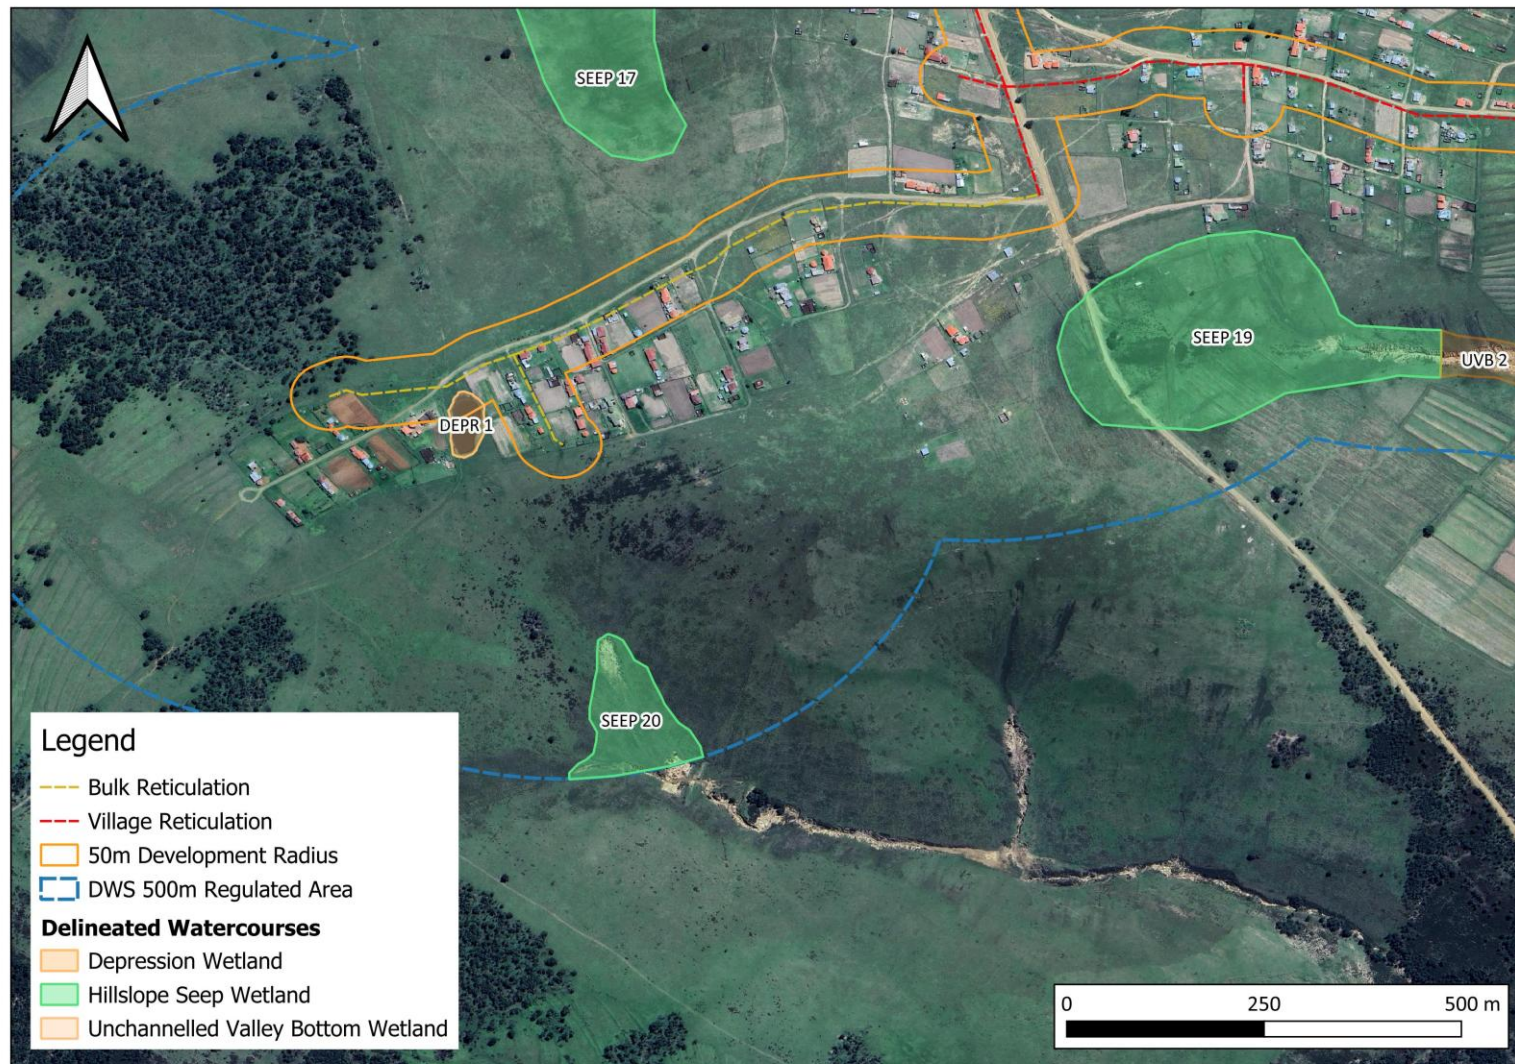 SEEP 17
SEEP 19
UVB 2
DEPR 1
SEEP 20
Legend
Bulk Reticulation
Village Reticulation
50m Development Radius
DWS 500m Regulated Area
Delineated Watercourses
Depression Wetland
Hillslope Seep Wetland
Unchannelled Valley Bottom Wetland
0 250 500 m